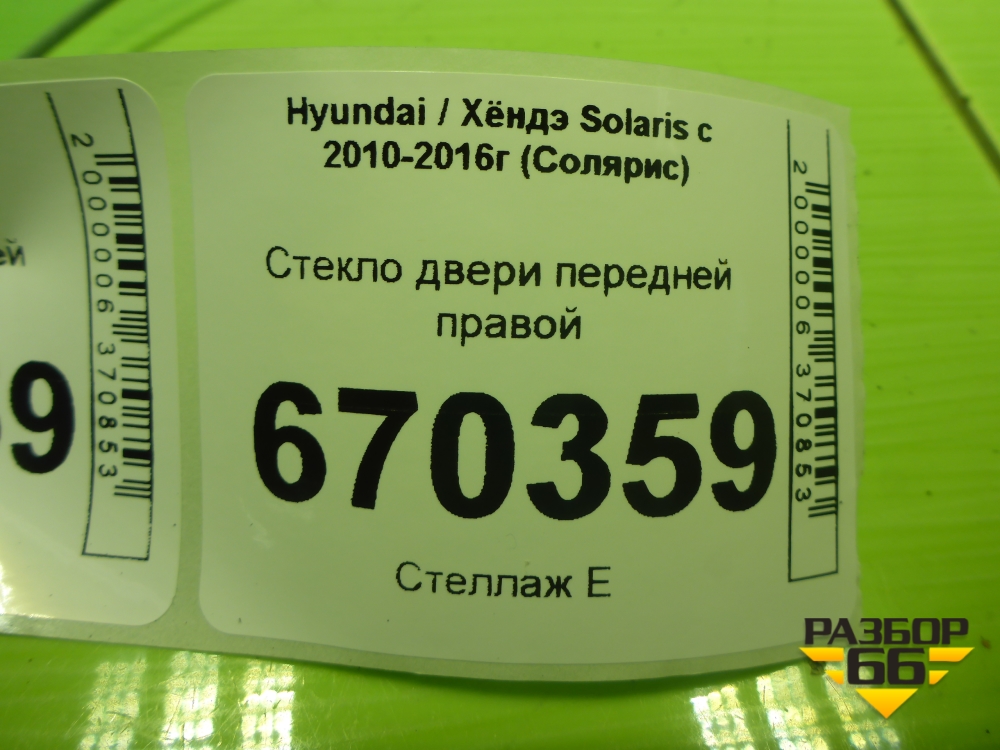 Hyundai / Хёндэ Solaris с
2010-2016г (Солярис)
Стекло двери передней
правой
670359
Стеллаж Е
2000006370853
ей
9
2000006370853
РАЗБОР
66